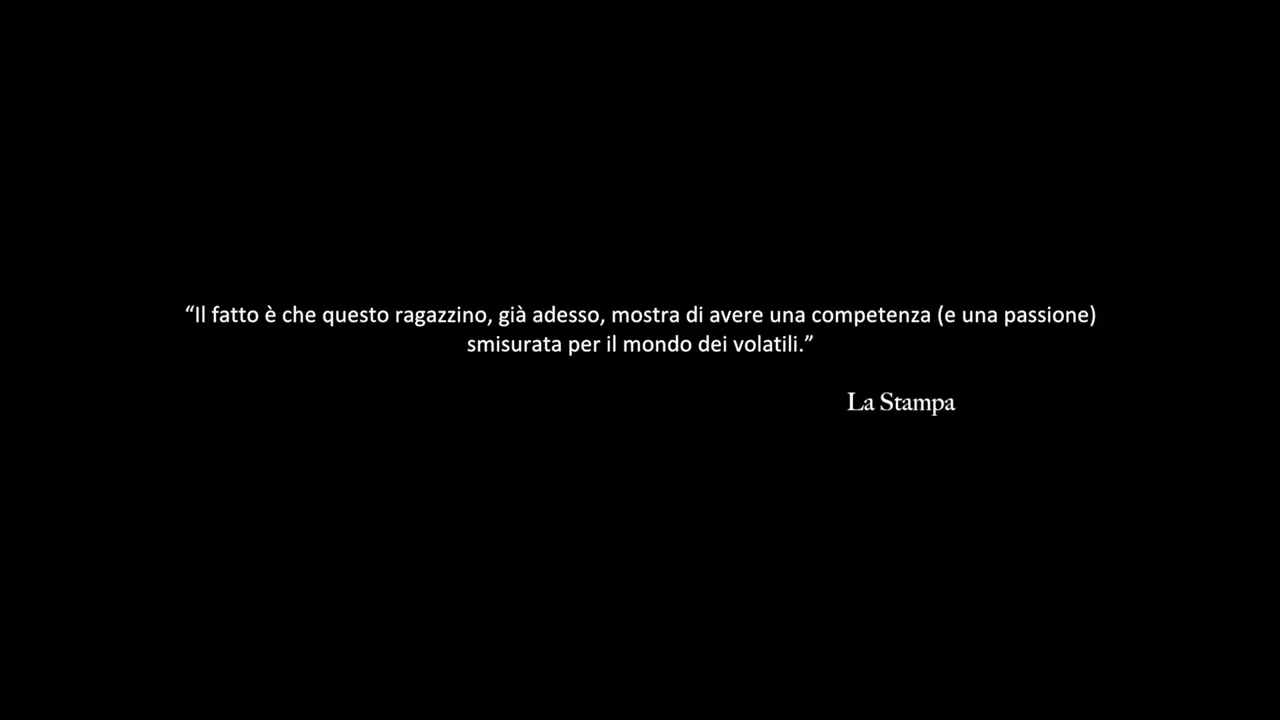 “Il fatto è che questo ragazzino, già adesso, mostra di avere una competenza (e una passione)
smisurata per il mondo dei volatili.”
La Stampa